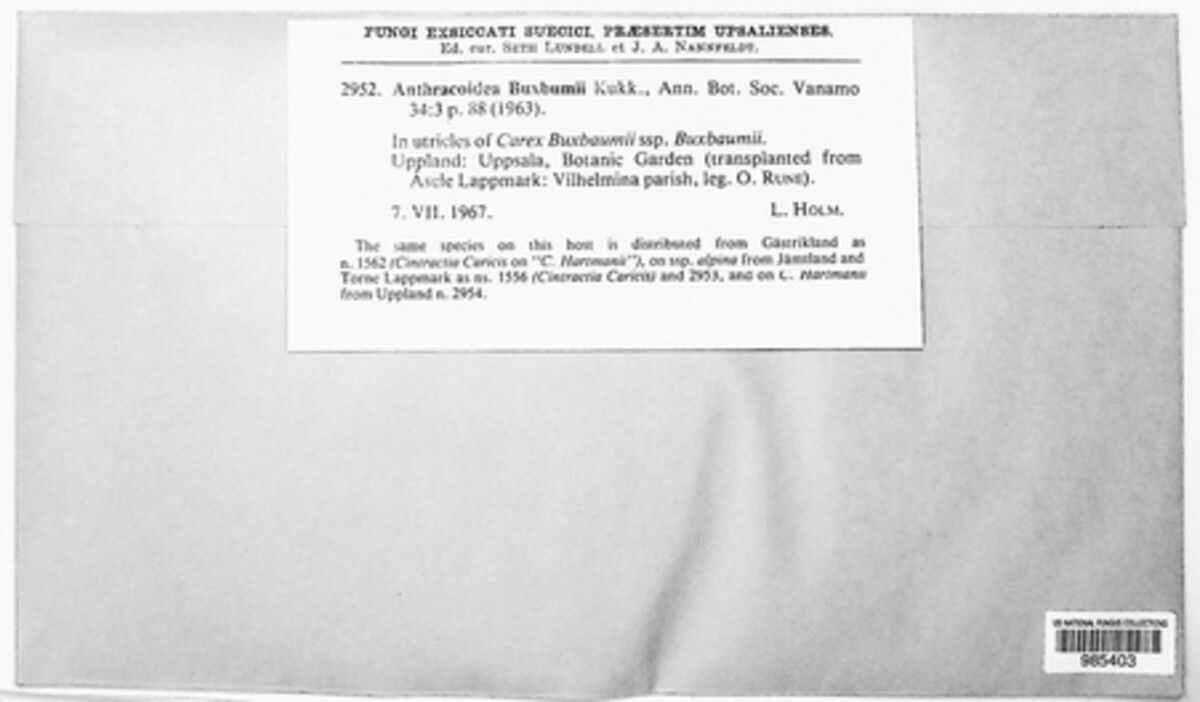 FUNGI EXSICCATI SUECICI, PRÆSERTIM UPSALIENSES.
Ed. cur. SETH LUNDELL et J. A. NANNFELDT.
2952. Anthracoidea Buxbumii Kukk., Ann. Bot. Soc. Vanamo
34:3 p. 88 (1963).
In utricles of Carex Buxbaumii ssp. Buxbaumii.
Uppland: Uppsala, Botanic Garden (transplanted from
Åsele Lappmark: Vilhelmina parish, leg. O. RUNE).
7. VII. 1967. L. HOLM.
The same species on this host is distributed from Gästrikland as
n. 1562 (Cintractia Caricis on "C. Hartmanii"), on ssp. alpina from Jämtland and
Torne Lappmark as ns. 1556 (Cintractia Caricis) and 2953, and on C. Hartmanii
from Uppland n. 2954.
US NATIONAL FUNGUS COLLECTIONS
985403